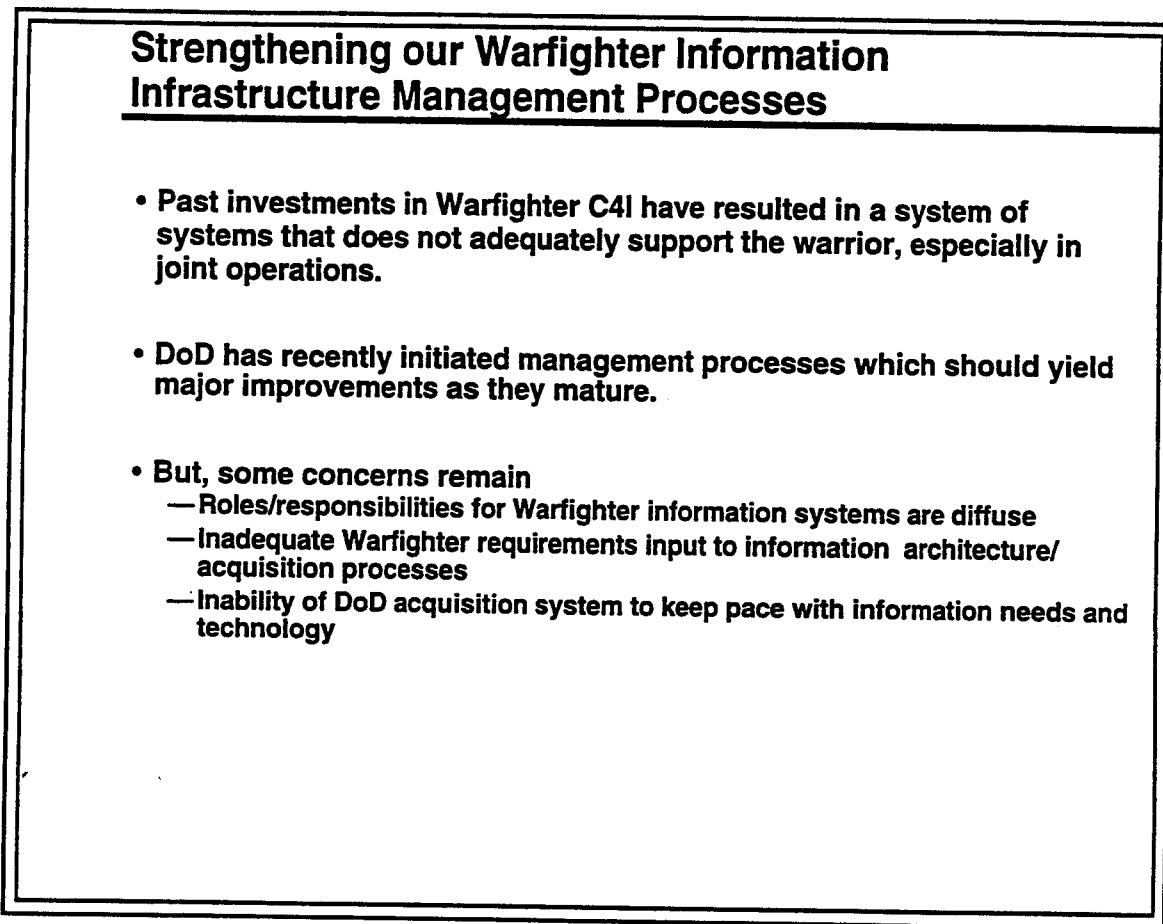 Strengthening our Warfighter Information
Infrastructure Management Processes
• Past investments in Warfighter C4I have resulted in a system of
systems that does not adequately support the warrior, especially in
joint operations.
• DoD has recently initiated management processes which should yield
major improvements as they mature.
• But, some concerns remain
—Roles/responsibilities for Warfighter information systems are diffuse
—Inadequate Warfighter requirements input to information architecture/
acquisition processes
—Inability of DoD acquisition system to keep pace with information needs and
technology